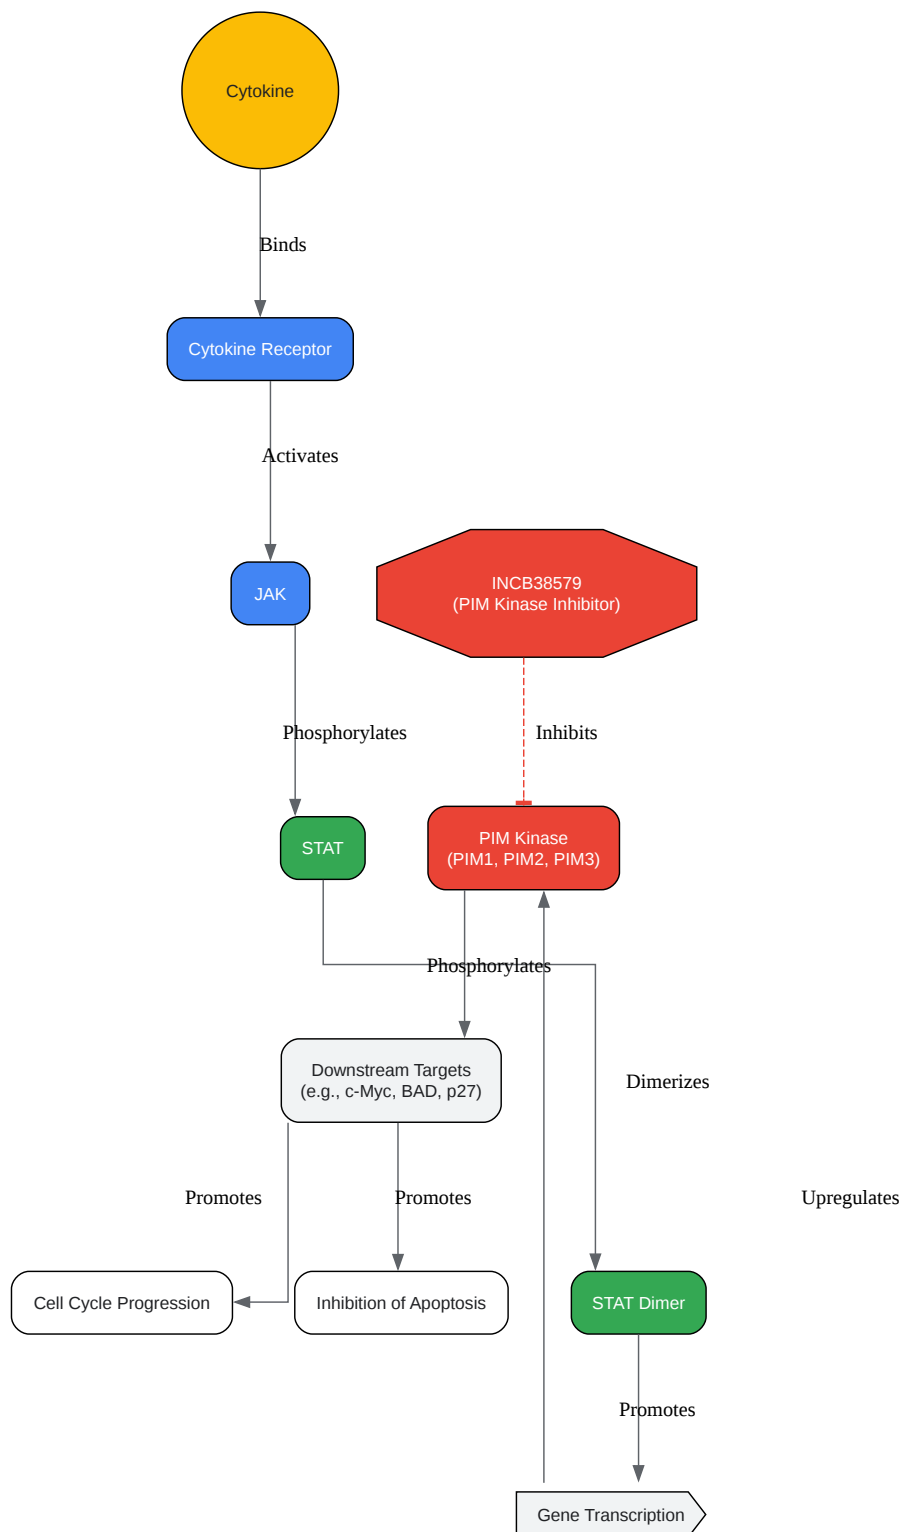 Cytokine
Binds
Cytokine Receptor
Activates
JAK
INCB38579
(PIM Kinase Inhibitor)
Phosphorylates
Inhibits
STAT
PIM Kinase
(PIM1, PIM2, PIM3)
Phosphorylates
Downstream Targets
(e.g., c-Myc, BAD, p27)
Dimerizes
Promotes
Promotes
Upregulates
Cell Cycle Progression
Inhibition of Apoptosis
STAT Dimer
Promotes
Gene Transcription